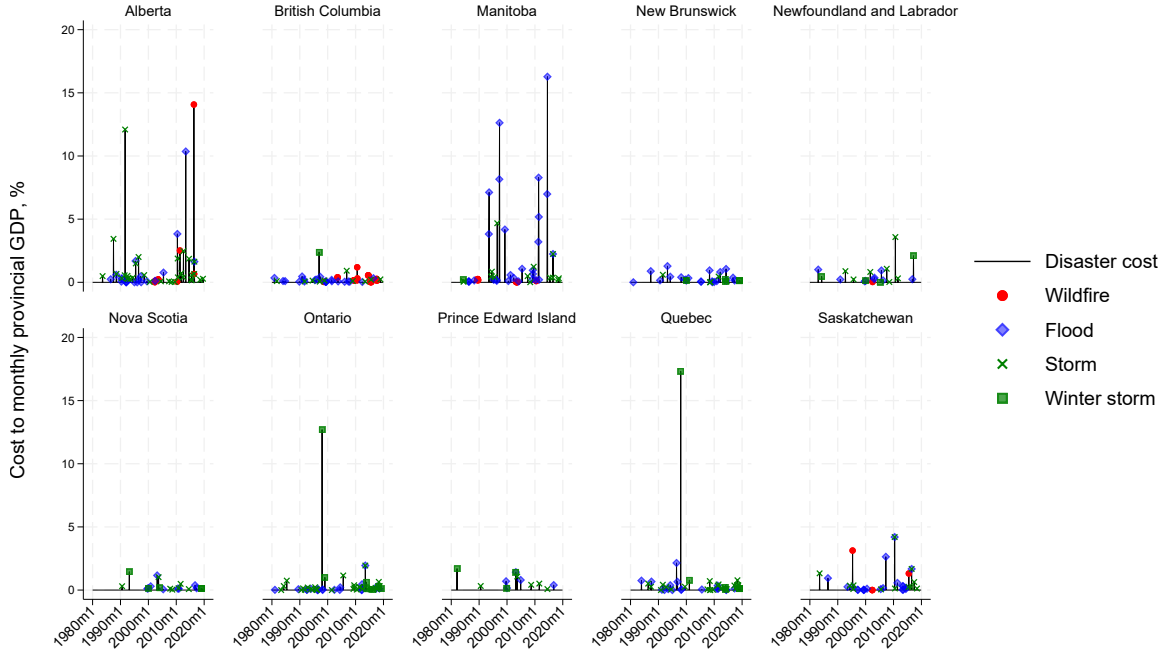 Alberta
British Columbia
Manitoba
New Brunswick
Newfoundland and Labrador
20
15
10
5
0
Nova Scotia
Ontario
Prince Edward Island
Quebec
Saskatchewan
20
15
10
5
0
Cost to monthly provincial GDP, %
1980m1
1990m1
2000m1
2010m1
2020m1
1980m1
1990m1
2000m1
2010m1
2020m1
1980m1
1990m1
2000m1
2010m1
2020m1
1980m1
1990m1
2000m1
2010m1
2020m1
1980m1
1990m1
2000m1
2010m1
2020m1
Disaster cost
Wildfire
Flood
Storm
Winter storm